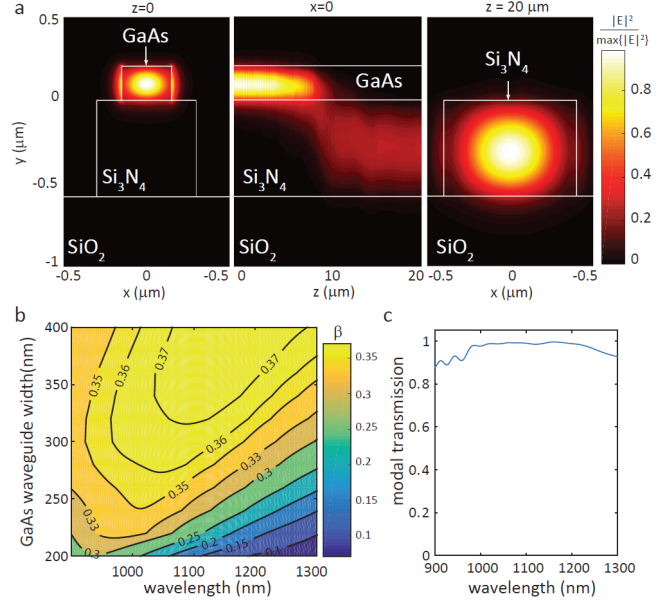 a
z=0
x=0
z = 20 μm
|E|²
max{|E|²}
0.5
0
-0.5
-1
y (μm)
GaAs
Si₃N₄
SiO₂
-0.5
0
-0.5
x (μm)
GaAs
Si₃N₄
SiO₂
0
10
20
z (μm)
Si₃N₄
SiO₂
-0.5
0
-0.5
x (μm)
0.8
0.6
0.4
0.2
0
b
GaAs waveguide width(nm)
400
350
300
250
200
1000
1100
1200
1300
wavelength (nm)
0.35
0.36
0.37
0.37
0.36
0.33
0.3
0.35
0.33
0.3
0.25
0.2
0.15
β
0.35
0.3
0.25
0.2
0.15
0.1
c
modal transmission
1
0.8
0.6
0.4
0.2
0
900
1000
1100
1200
1300
wavelength (nm)